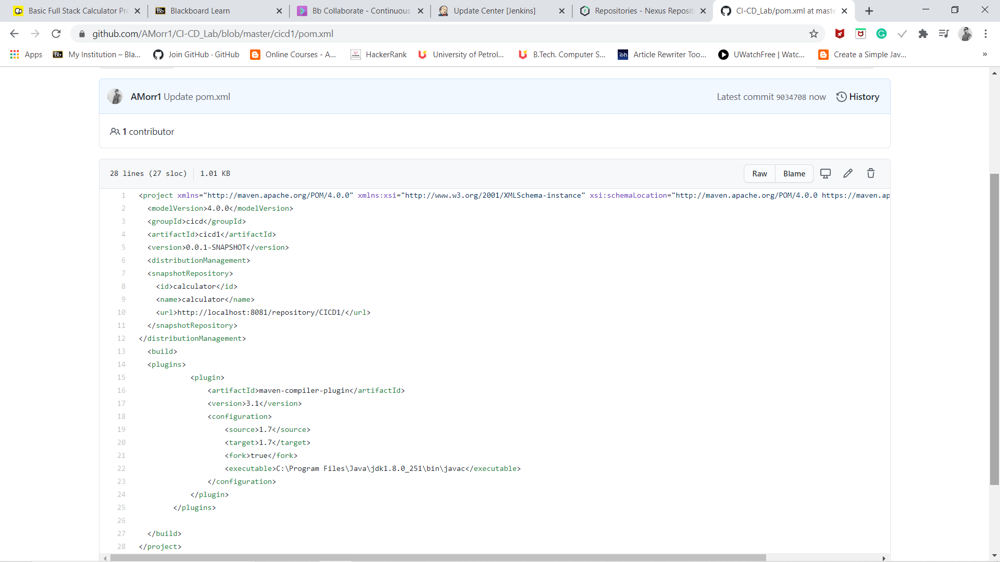 Basic Full Stack Calculator Pro
Blackboard Learn
Bb Collaborate - Continuous
Update Center [Jenkins]
Repositories - Nexus Reposit
CI-CD_Lab/pom.xml at maste
github.com/AMorr1/CI-CD_Lab/blob/master/cicd1/pom.xml
Apps
Bb My Institution – Bla...
Join GitHub · GitHub
Online Courses - A...
HackerRank
University of Petrol...
B.Tech. Computer S...
Article Rewriter Too...
UWatchFree | Watc...
Create a Simple Jav...
»
AMorr1 Update pom.xml
Latest commit 9034708 now
History
1 contributor
28 lines (27 sloc) 1.01 KB
Raw
Blame
1 <project xmlns="http://maven.apache.org/POM/4.0.0" xmlns:xsi="http://www.w3.org/2001/XMLSchema-instance" xsi:schemaLocation="http://maven.apache.org/POM/4.0.0 https://maven.ap
2 <modelVersion>4.0.0</modelVersion>
3 <groupId>cicd</groupId>
4 <artifactId>cicd1</artifactId>
5 <version>0.0.1-SNAPSHOT</version>
6 <distributionManagement>
7 <snapshotRepository>
8 <id>calculator</id>
9 <name>calculator</name>
10 <url>http://localhost:8081/repository/CICD1/</url>
11 </snapshotRepository>
12 </distributionManagement>
13 <build>
14 <plugins>
15 <plugin>
16 <artifactId>maven-compiler-plugin</artifactId>
17 <version>3.1</version>
18 <configuration>
19 <source>1.7</source>
20 <target>1.7</target>
21 <fork>true</fork>
22 <executable>C:\Program Files\Java\jdk1.8.0_251\bin\javac</executable>
23 </configuration>
24 </plugin>
25 </plugins>
26
27 </build>
28 </project>